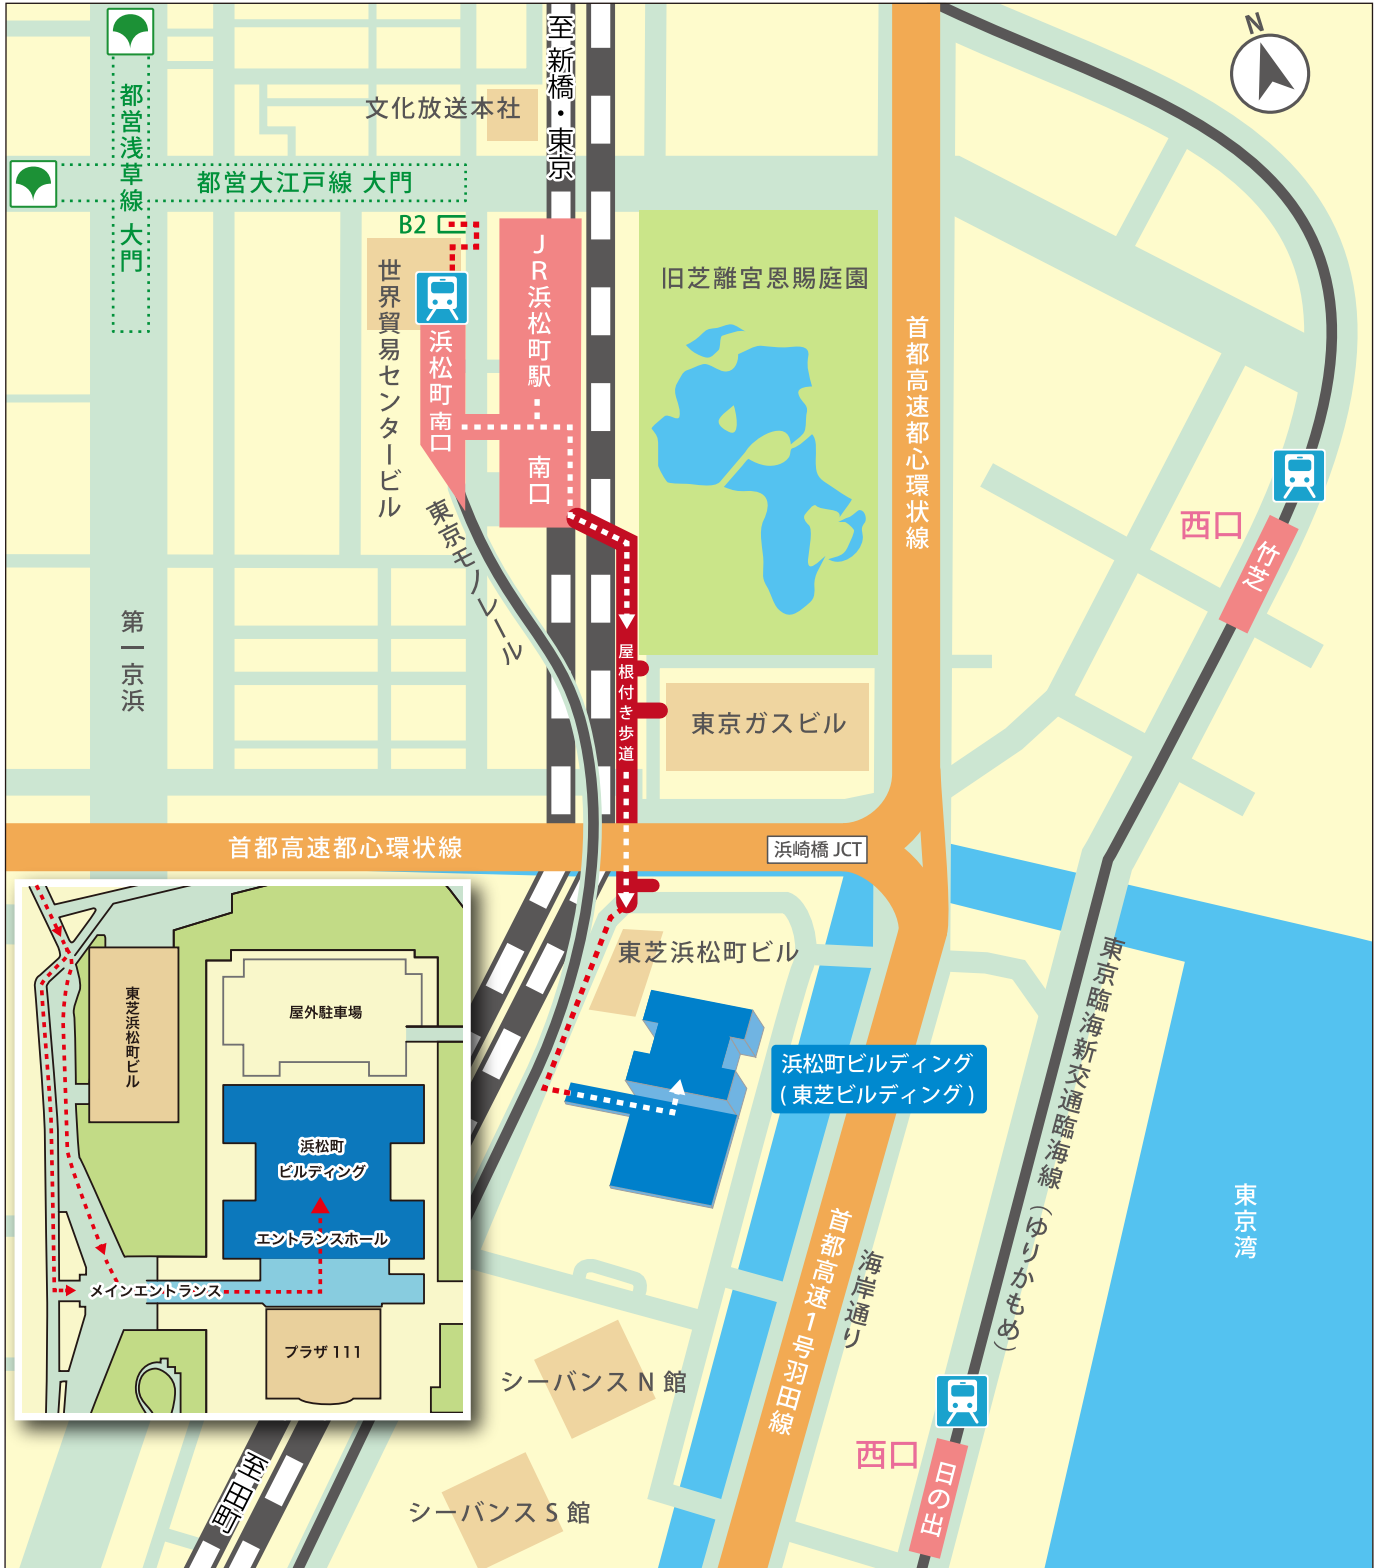 至 新橋・東京
N
文化放送本社
都営浅草線 大門
都営大江戸線 大門
B2
世界貿易センタービル
浜松町 南口
JR浜松町駅
南口
旧芝離宮恩賜庭園
首都高速都心環状線
西口
竹芝
東京モノレール
第一京浜
屋根付き歩道
東京ガスビル
首都高速都心環状線
浜崎橋 JCT
東芝浜松町ビル
浜松町ビルディング
(東芝ビルディング)
東京臨海新交通臨海線(ゆりかもめ)
東京湾
首都高速1号羽田線
海岸通り
東芝浜松町ビル
屋外駐車場
浜松町
ビルディング
エントランスホール
メインエントランス
プラザ 111
シーバンス N 館
シーバンス S 館
西口
日の出
至田町